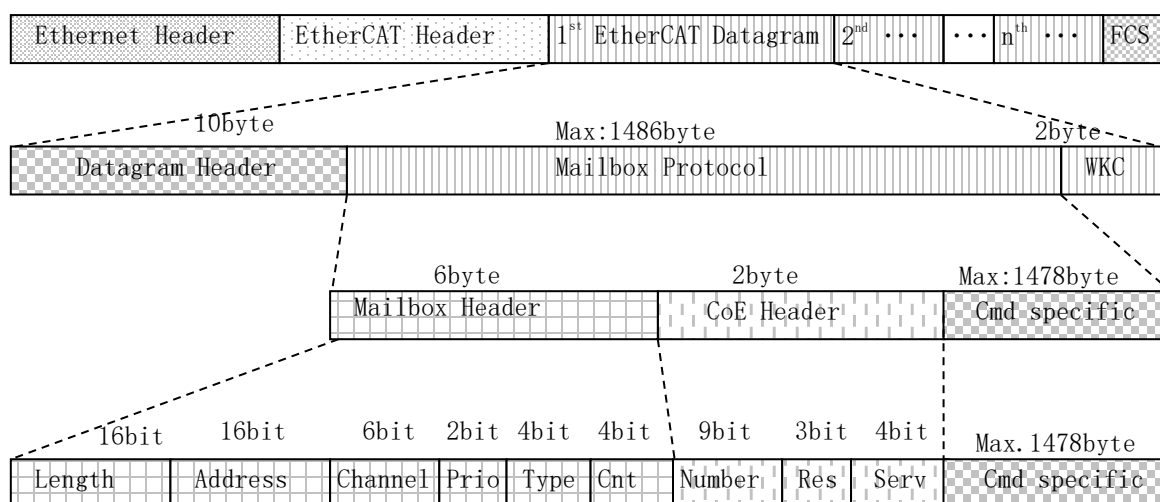 Ethernet Header EtherCAT Header 1st EtherCAT Datagram 2nd ··· ··· nth ··· FCS
10byte Max:1486byte 2byte
Datagram Header Mailbox Protocol WKC
6byte 2byte Max:1478byte
Mailbox Header CoE Header Cmd specific
16bit 16bit 6bit 2bit 4bit 4bit 9bit 3bit 4bit Max.1478byte
Length Address Channel Prio Type Cnt Number Res Serv Cmd specific